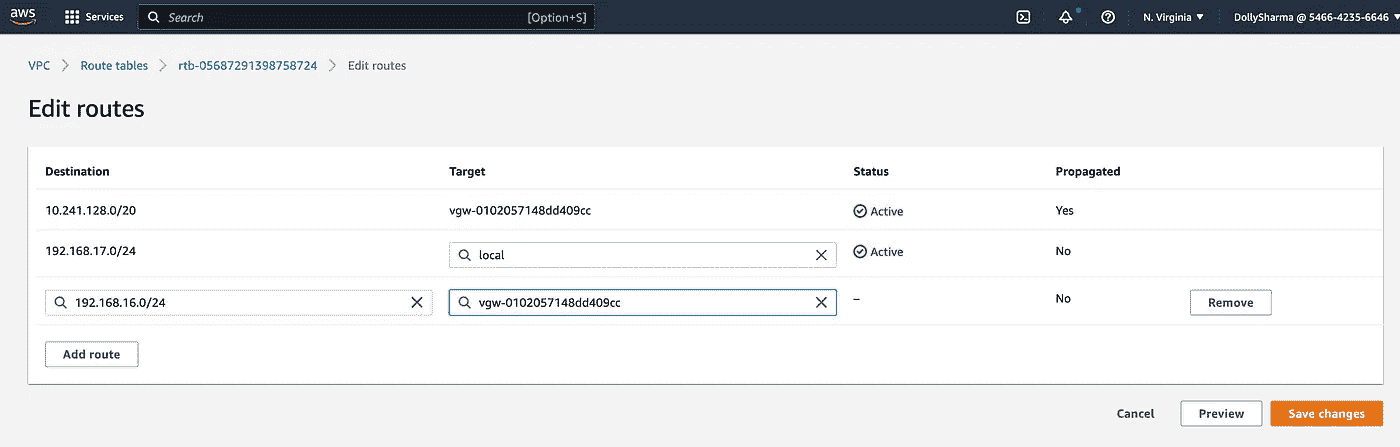 aws Services Search [Option+S] N. Virginia ▼ DollySharma @ 5466-4235-6646 ▼
VPC > Route tables > rtb-05687291398758724 > Edit routes
Edit routes
Destination Target Status Propagated
10.241.128.0/20 vgw-0102057148dd409cc Active Yes
192.168.17.0/24 local Active No
192.168.16.0/24 vgw-0102057148dd409cc – No Remove
Add route
Cancel Preview Save changes